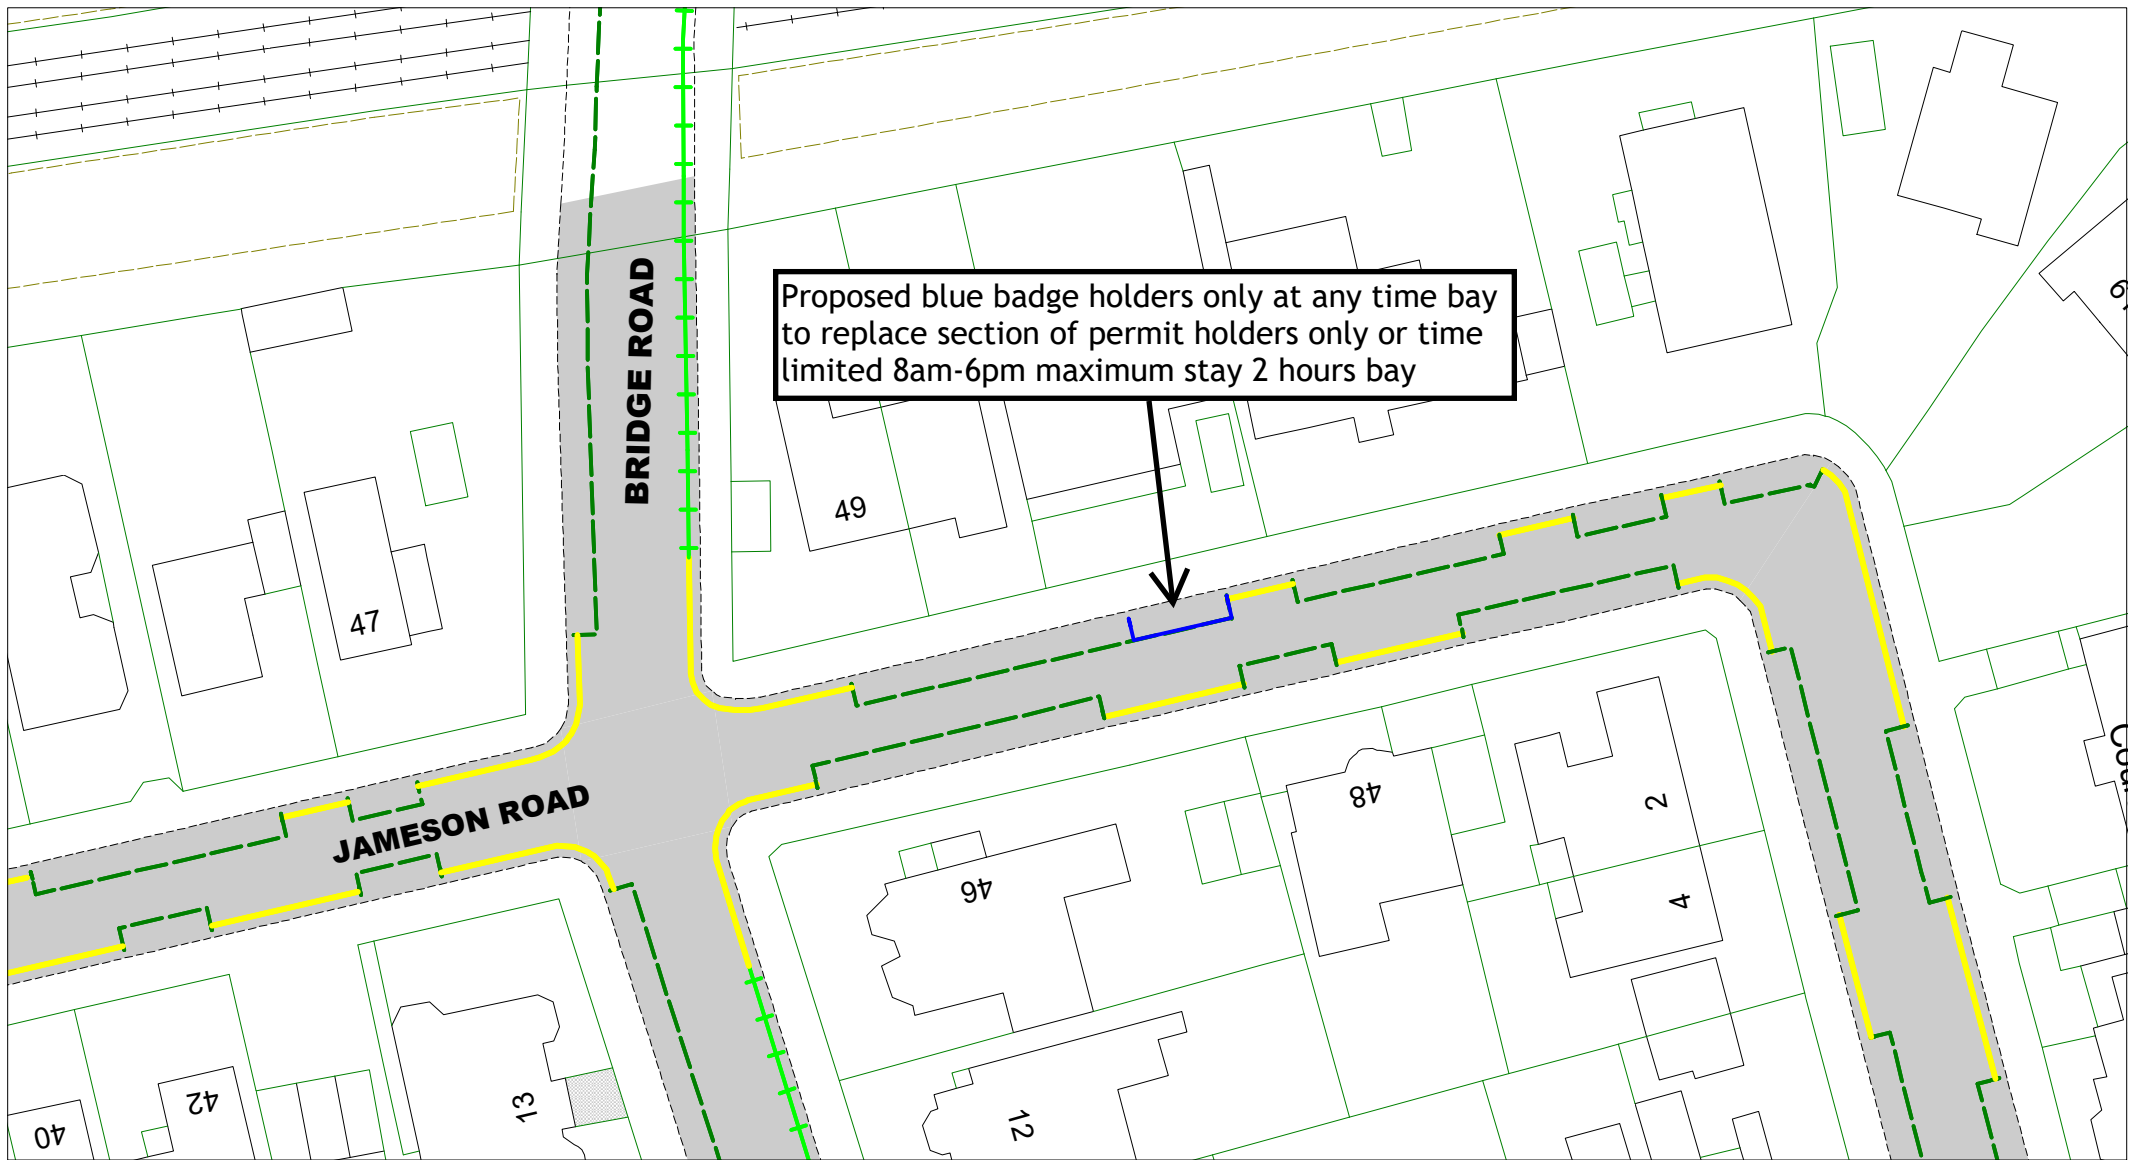 BRIDGE ROAD
Proposed blue badge holders only at any time bay
to replace section of permit holders only or time
limited 8am-6pm maximum stay 2 hours bay
49
47
JAMESON ROAD
48
2
46
4
42
40
13
12